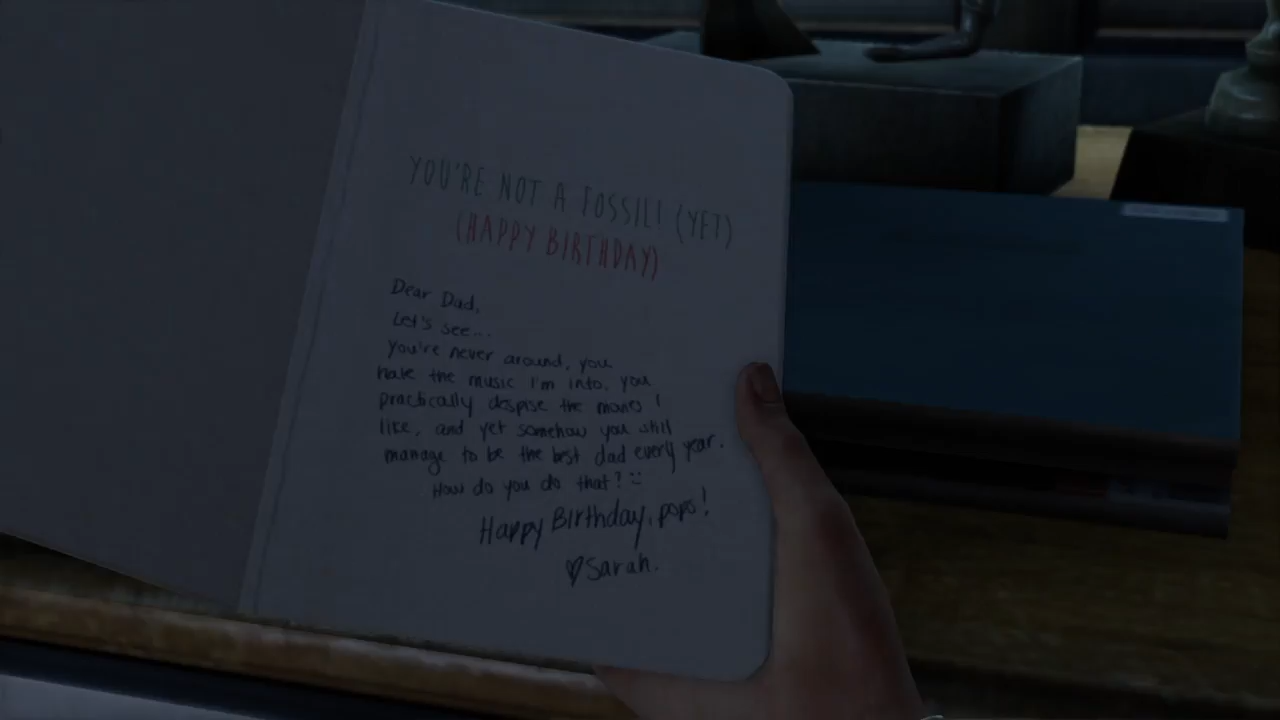 YOU'RE NOT A FOSSIL! (YET)
(HAPPY BIRTHDAY)
Dear Dad,
Let's see...
You're never around, you
hate the music I'm into, you
practically despise the movies I
like, and yet somehow you still
manage to be the best dad every year.
How do you do that? :)
Happy Birthday, pops!
♡Sarah.